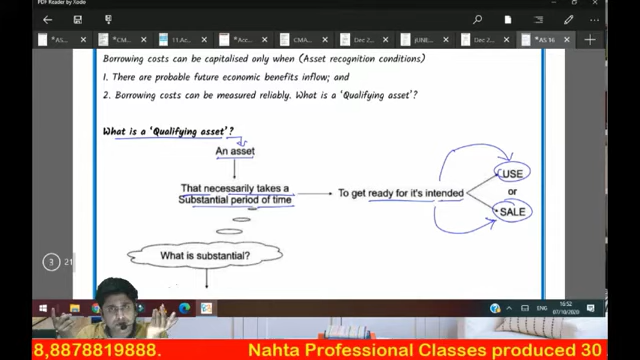 PDF Reader by Xodo
*AS...
*CM...
11.Ac...
*Acc...
CMA...
Dec 2...
jUNE...
Dec 2...
*AS 16
Borrowing costs can be capitalised only when (Asset recognition conditions)
1. There are probable future economic benefits inflow; and
2. Borrowing costs can be measured reliably. What is a 'Qualifying asset'?
What is a 'Qualifying asset'?
An asset
That necessarily takes a
Substantial period of time
To get ready for it's intended
USE
or
SALE
What is substantial?
3 21
16:52
07/10/2020
8,8878819888.
Nahta Professional Classes produced 30